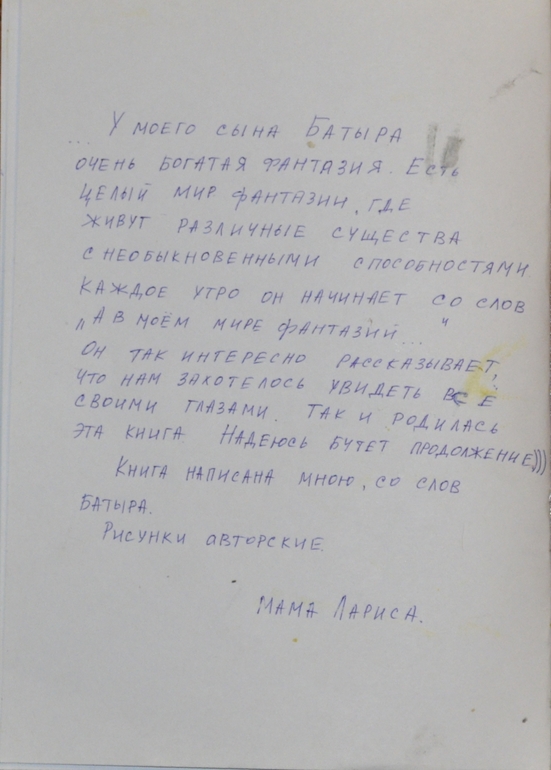 ... У моего сына Батыра
очень богатая фантазия. Есть
целый мир фантазии, где
живут различные существа
с необыкновенными способностями
Каждое утро он начинает со слов
„А в моём мире фантазий... "
Он так интересно рассказывает,
что нам захотелось увидеть все
своими глазами. Так и родилась
эта книга. Надеюсь бутет продолжение)))
Книга написана мною, со слов
Батыра.
Рисунки авторские.
Мама Лариса.